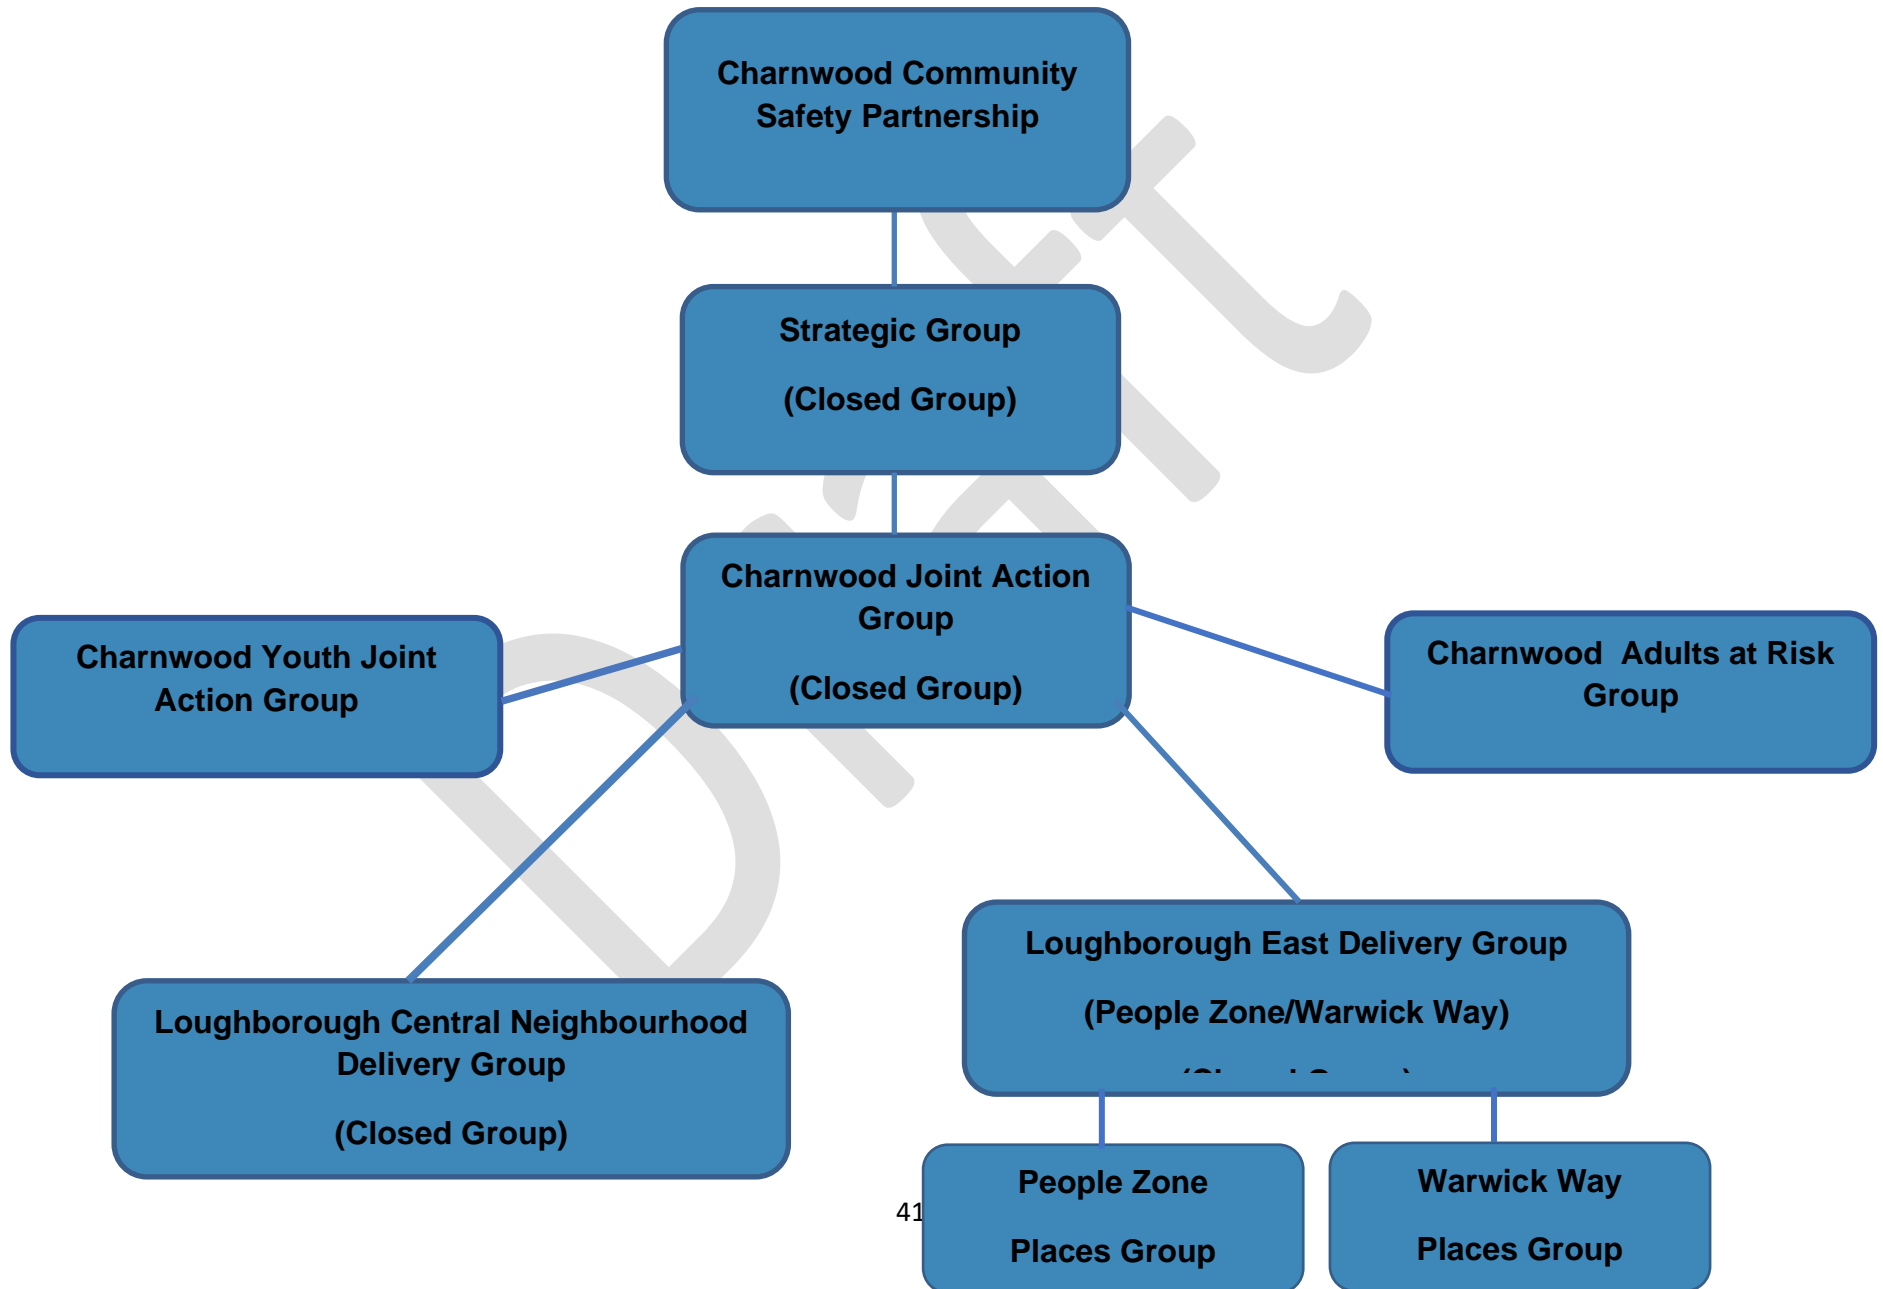 Charnwood Community
Safety Partnership
Strategic Group
(Closed Group)
Charnwood Joint Action
Group
(Closed Group)
Charnwood Youth Joint
Action Group
Charnwood  Adults at Risk
Group
Loughborough East Delivery Group
(People Zone/Warwick Way)
Loughborough Central Neighbourhood
Delivery Group
(Closed Group)
People Zone
Places Group
Warwick Way
Places Group
41
Draft